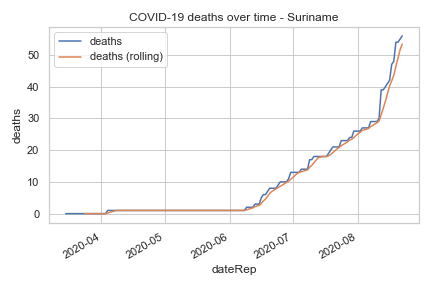 COVID-19 deaths over time - Suriname
deaths
deaths (rolling)
50
40
30
20
10
0
deaths
2020-04
2020-05
2020-06
2020-07
2020-08
dateRep